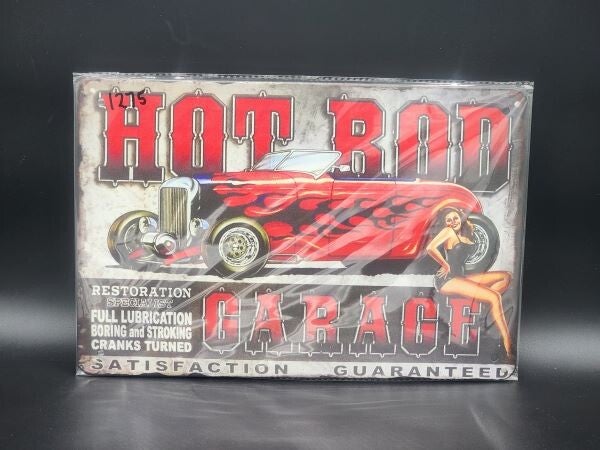 1275
HOT ROD
RESTORATION
SPECIALIST
FULL LUBRICATION
BORING and STROKING
CRANKS TURNED
GARAGE
SATISFACTION GUARANTEED